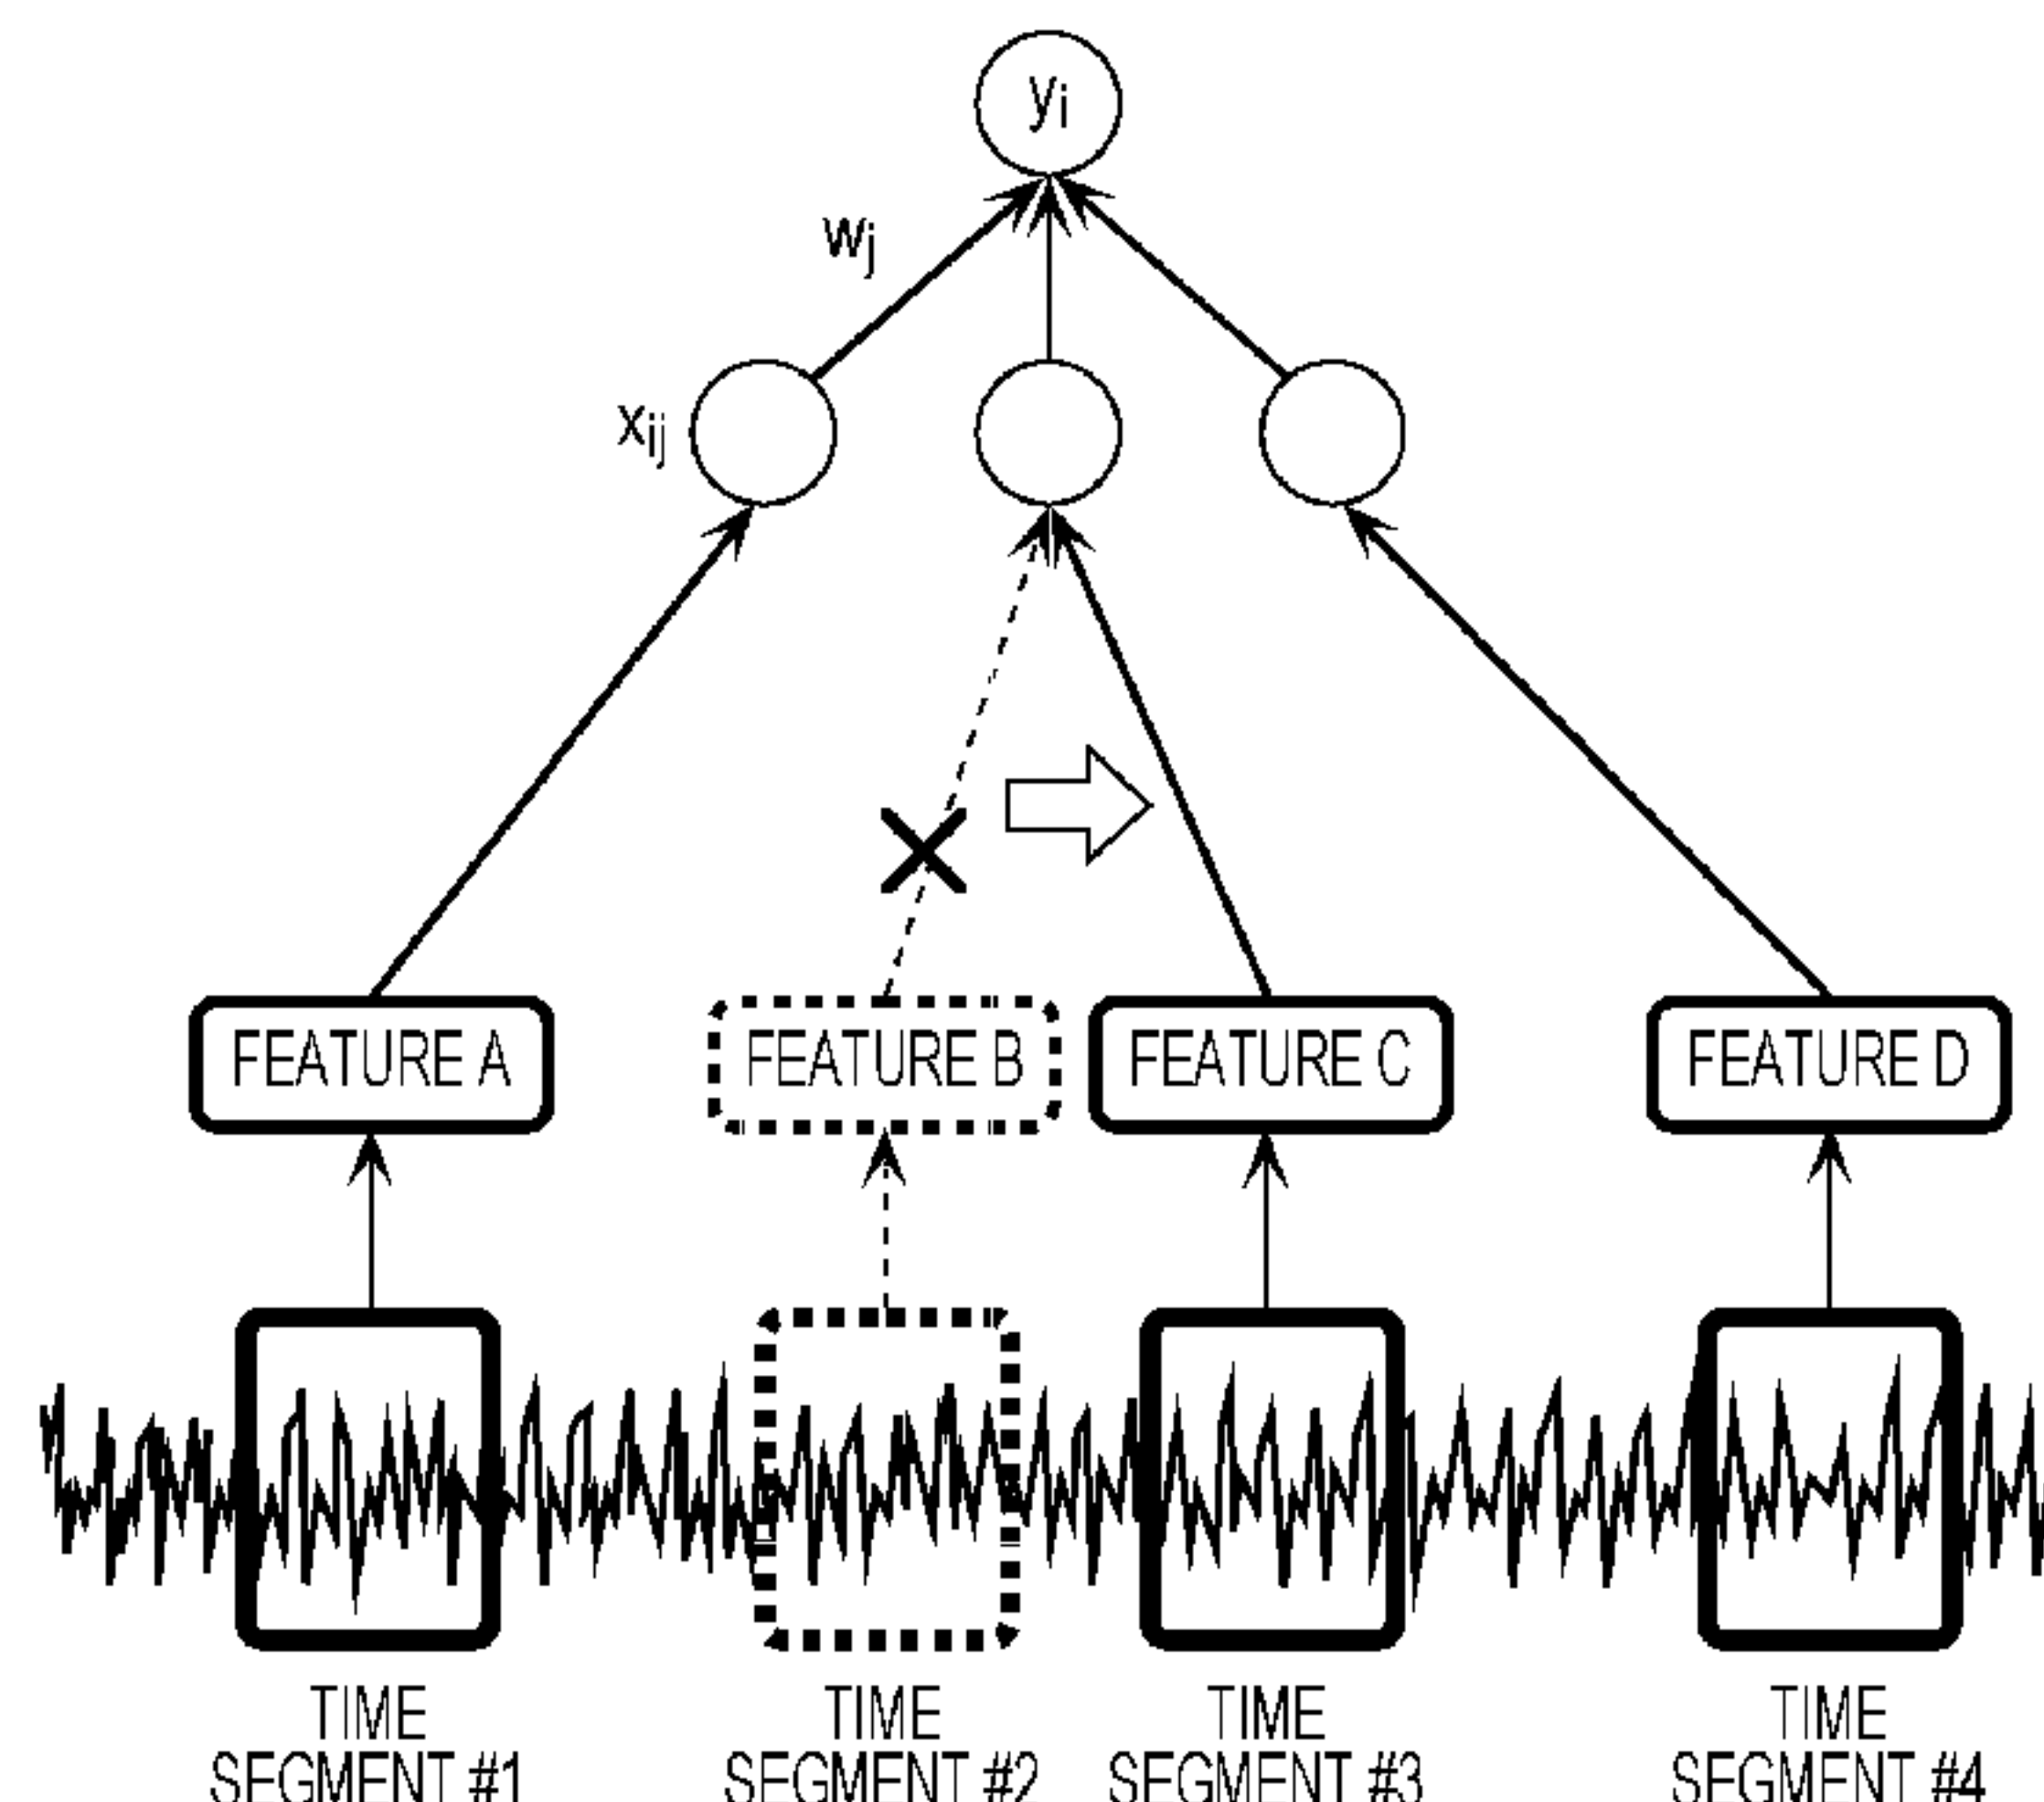 yi
wj
xij
FEATURE A
FEATURE B
FEATURE C
FEATURE D
TIME
SEGMENT #1
TIME
SEGMENT #2
TIME
SEGMENT #3
TIME
SEGMENT #4